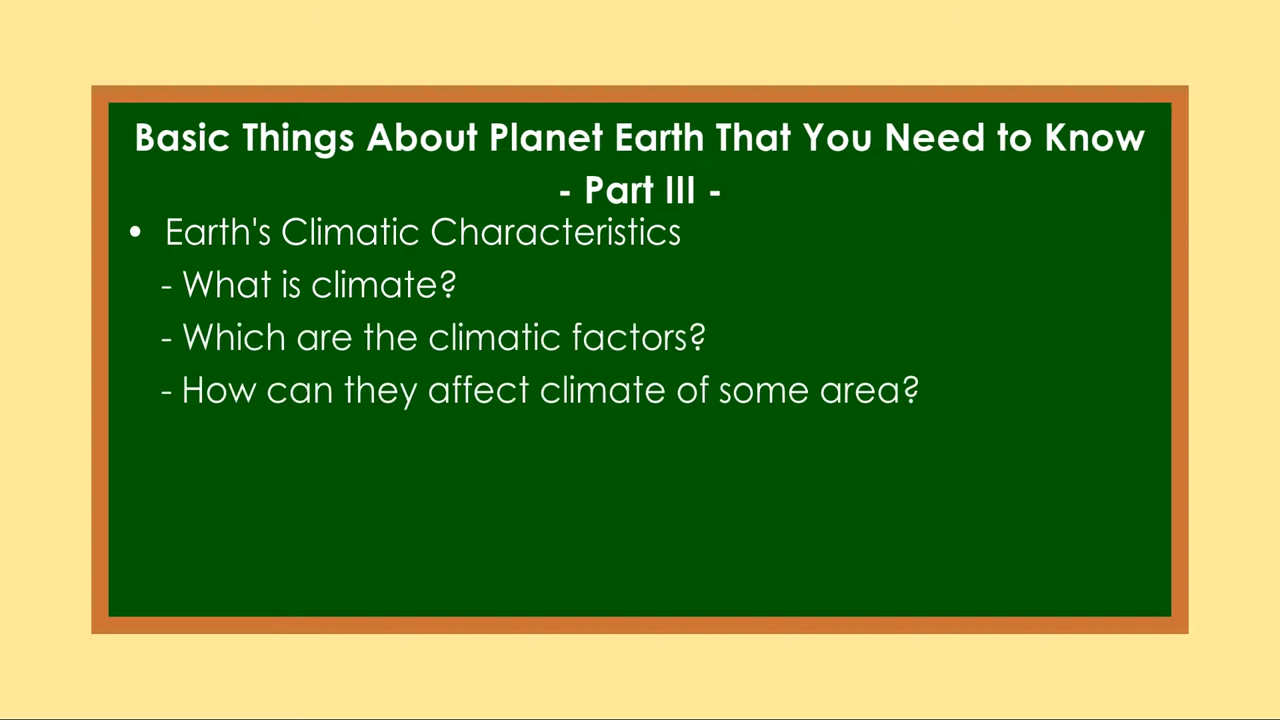 Basic Things About Planet Earth That You Need to Know
- Part III -
• Earth's Climatic Characteristics
- What is climate?
- Which are the climatic factors?
- How can they affect climate of some area?